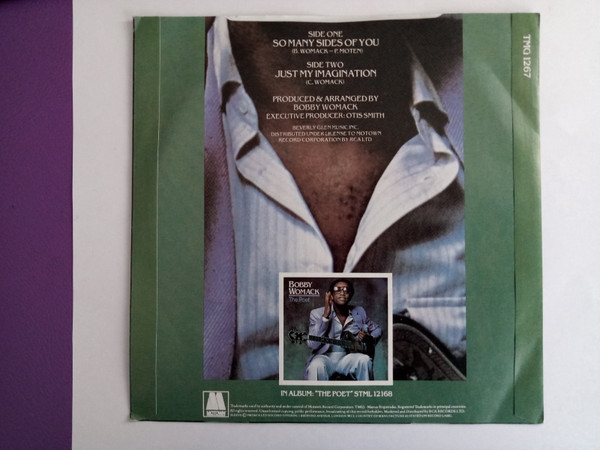 SIDE ONE
SO MANY SIDES OF YOU
(B. WOMACK – P. MOTEN)
SIDE TWO
JUST MY IMAGINATION
(C. WOMACK)
PRODUCED & ARRANGED BY
BOBBY WOMACK
EXECUTIVE PRODUCER: OTIS SMITH
BEVERLY GLEN MUSIC INC.
DISTRIBUTED UNDER LICENSE TO MOTOWN
RECORD CORPORATION BY RCA LTD
TMG 1267
BOBBY
WOMACK
The Poet
IN ALBUM: "THE POET" STML 12168